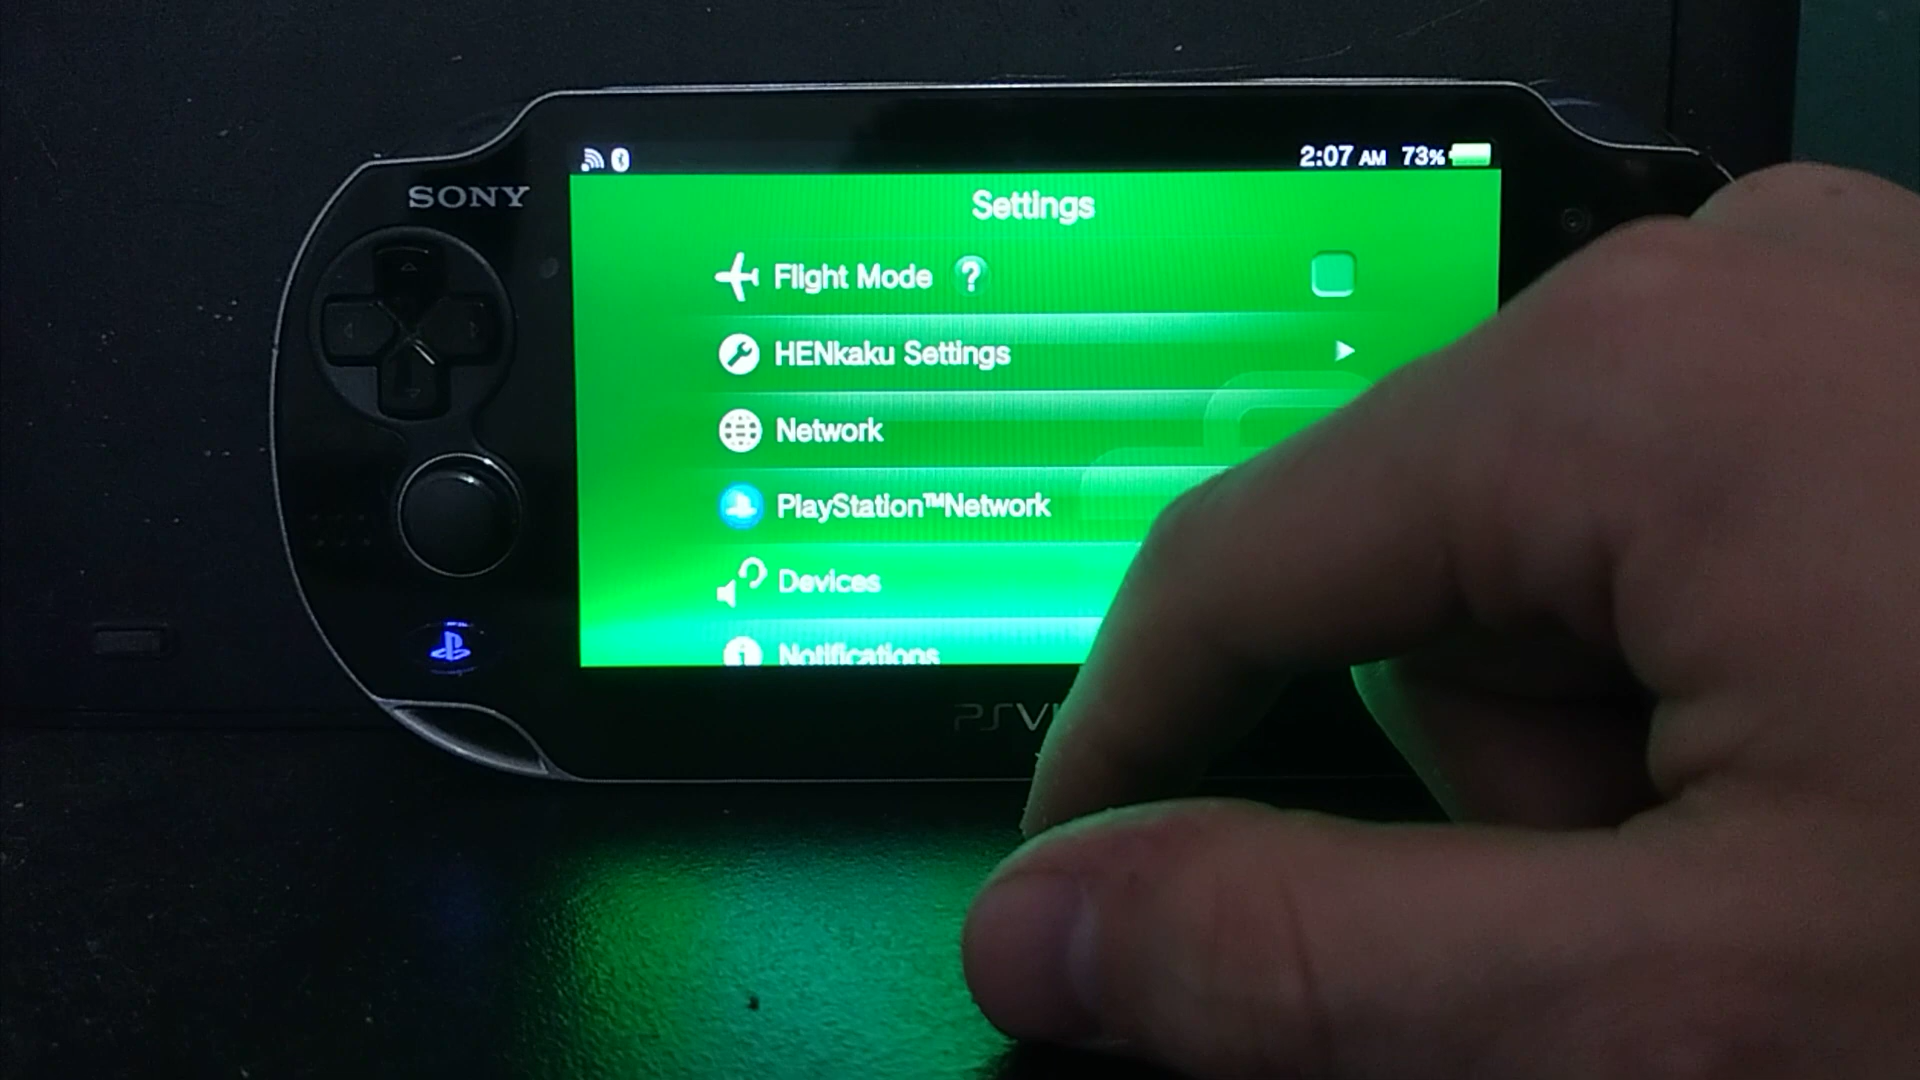 SONY
2:07 AM 73%
Settings
Flight Mode ?
HENkaku Settings
Network
PlayStation™Network
Devices
Notifications